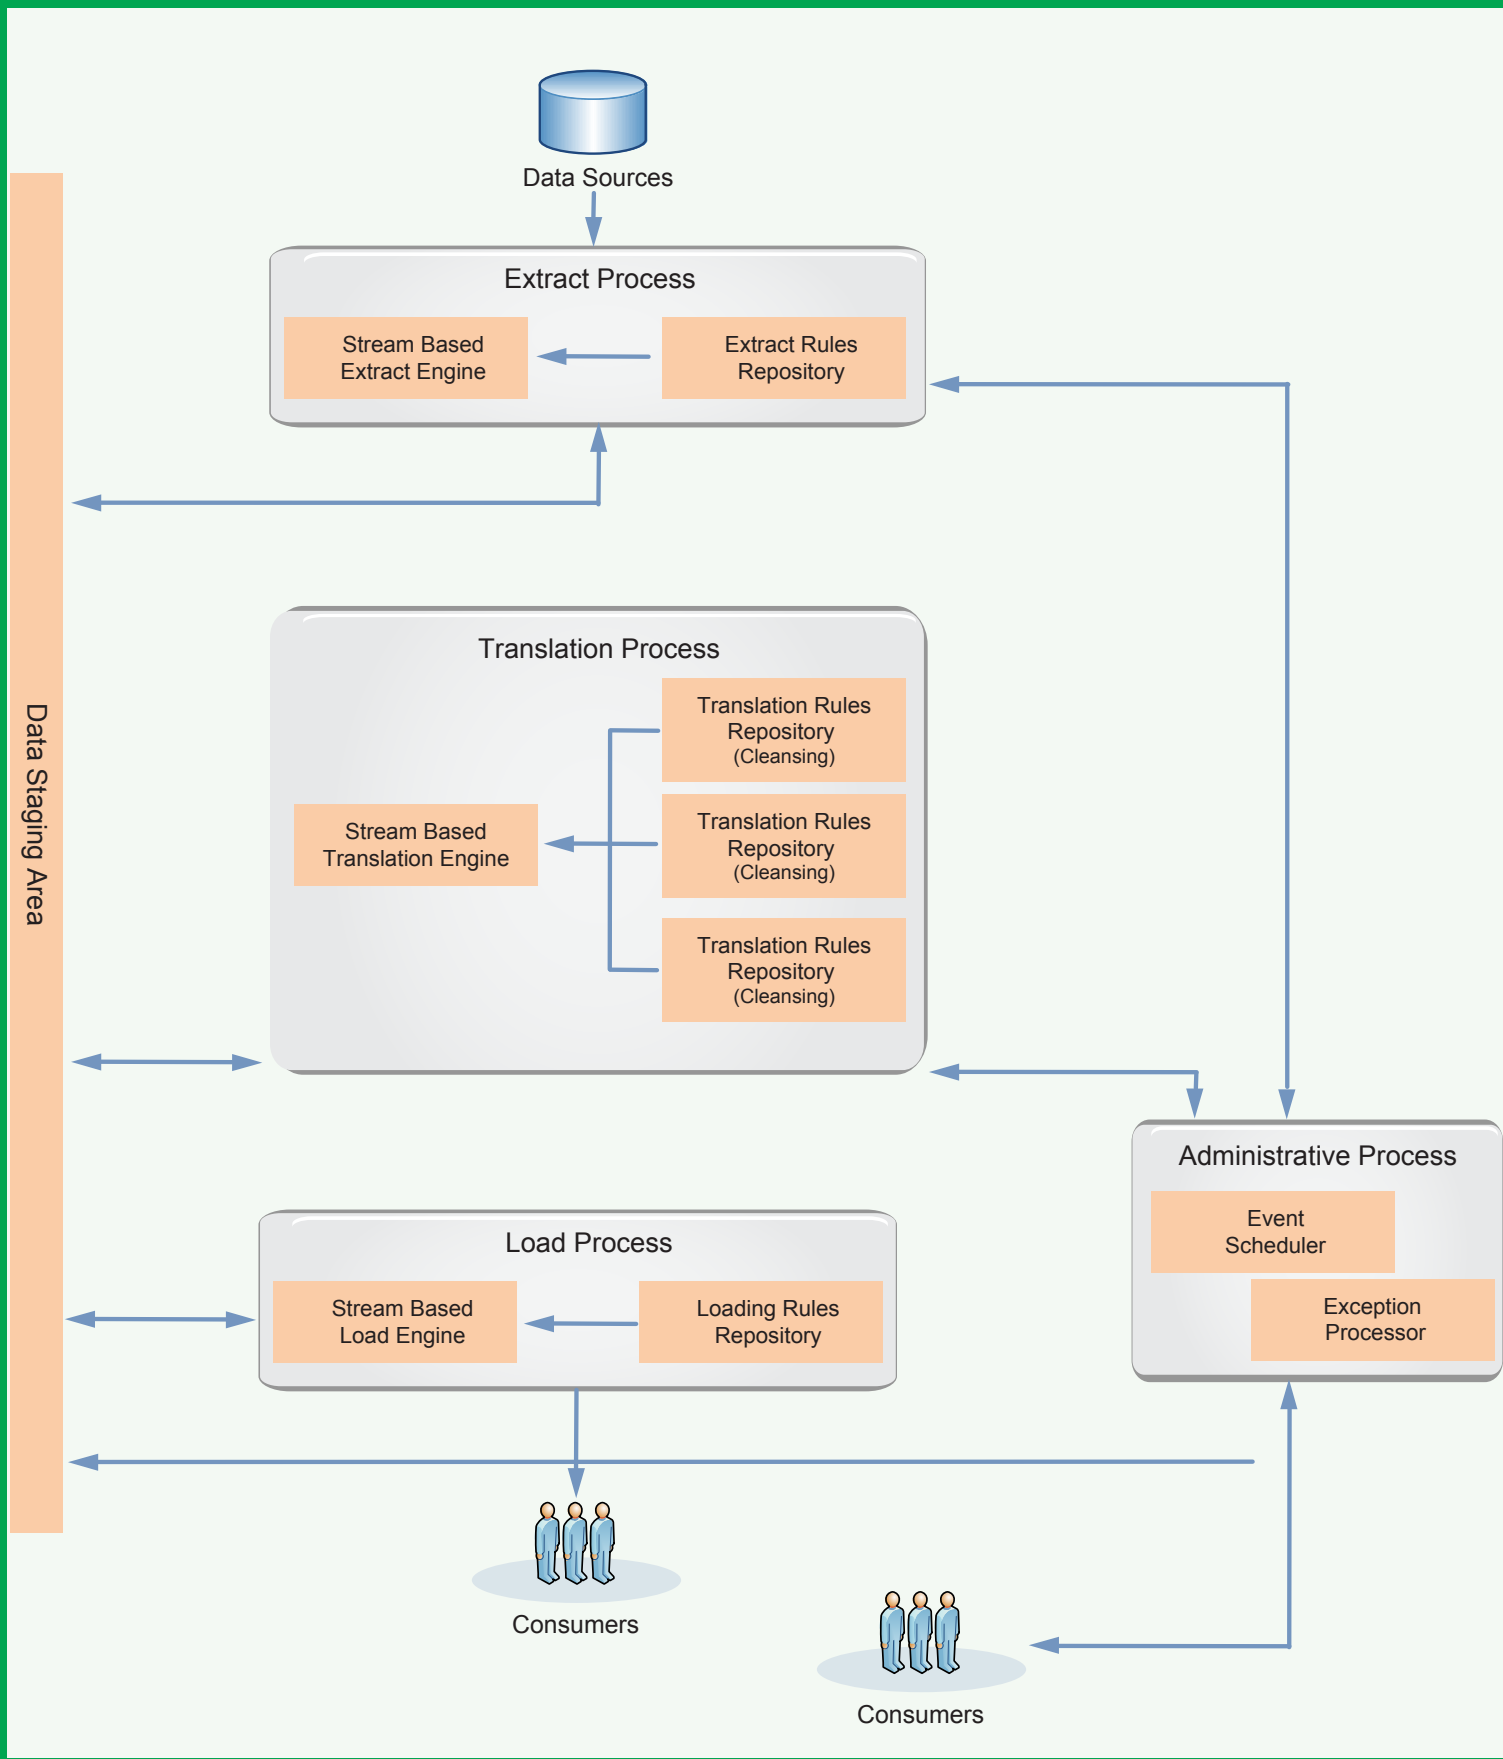 Data Sources
Extract Process
Stream Based
Extract Engine
Extract Rules
Repository
Data Staging Area
Translation Process
Translation Rules
Repository
(Cleansing)
Stream Based
Translation Engine
Translation Rules
Repository
(Cleansing)
Translation Rules
Repository
(Cleansing)
Administrative Process
Event
Scheduler
Exception
Processor
Load Process
Stream Based
Load Engine
Loading Rules
Repository
Consumers
Consumers